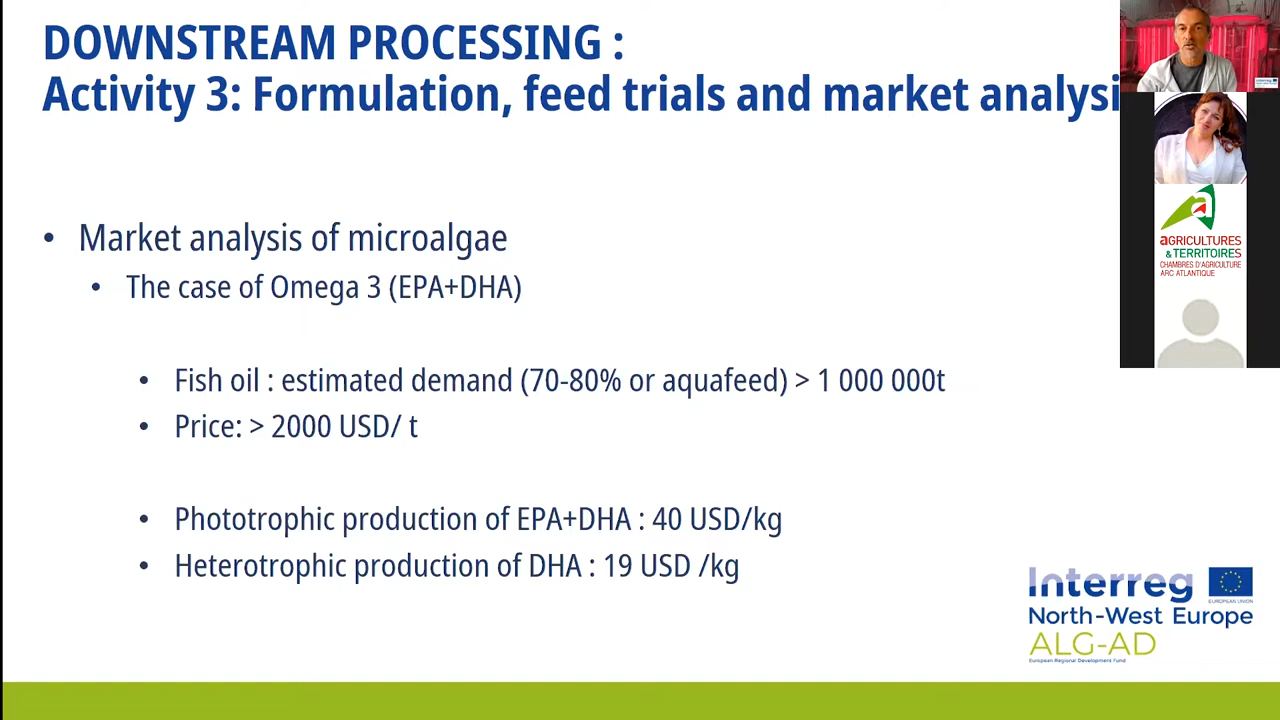 DOWNSTREAM PROCESSING :
Activity 3: Formulation, feed trials and market analysi
• Market analysis of microalgae
• The case of Omega 3 (EPA+DHA)
• Fish oil : estimated demand (70-80% or aquafeed) > 1 000 000t
• Price: > 2000 USD/ t
• Phototrophic production of EPA+DHA : 40 USD/kg
• Heterotrophic production of DHA : 19 USD /kg
Interreg
EUROPEAN UNION
North-West Europe
ALG-AD
European Regional Development Fund
Interreg
aGRICULTURES
& TERRITOIRES
CHAMBRES D'AGRICULTURE
ARC ATLANTIQUE